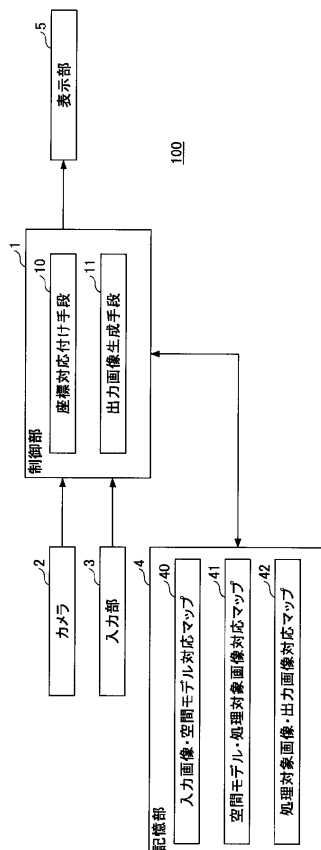 100
カメラ
2
入力部
3
制御部
1
座標対応付け手段
10
出力画像生成手段
11
表示部
5
記憶部
4
入力画像・空間モデル対応マップ
40
空間モデル・処理対象画像対応マップ
41
処理対象画像・出力画像対応マップ
42